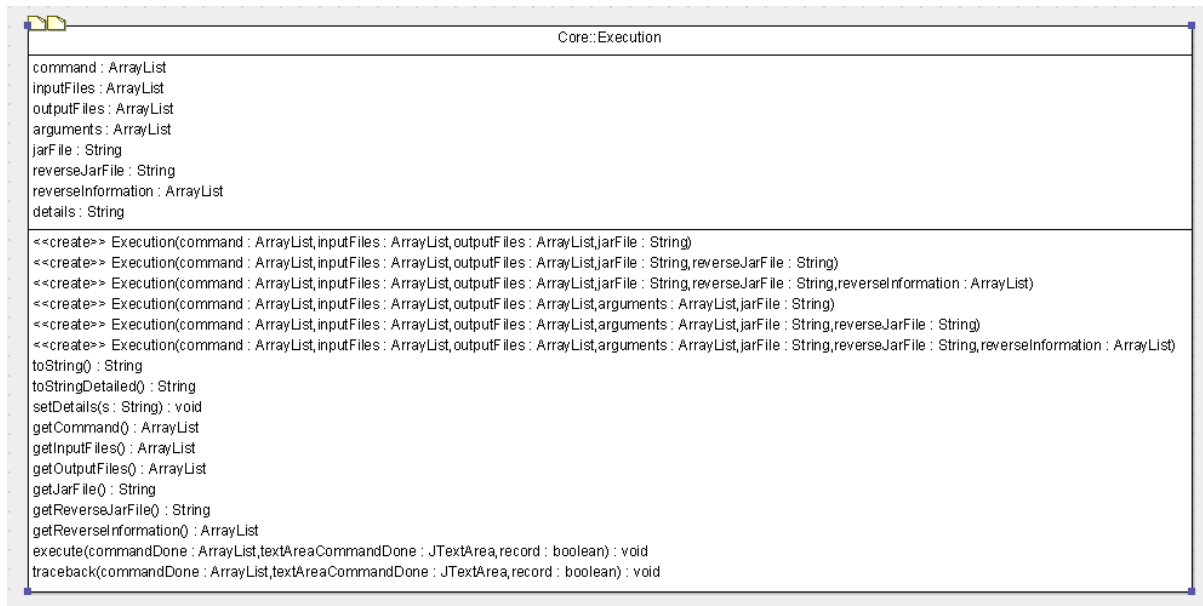 Core::Execution
command : ArrayList
inputFiles : ArrayList
outputFiles : ArrayList
arguments : ArrayList
jarFile : String
reverseJarFile : String
reverseInformation : ArrayList
details : String
<<create>> Execution(command : ArrayList,inputFiles : ArrayList,outputFiles : ArrayList,jarFile : String)
<<create>> Execution(command : ArrayList,inputFiles : ArrayList,outputFiles : ArrayList,jarFile : String,reverseJarFile : String)
<<create>> Execution(command : ArrayList,inputFiles : ArrayList,outputFiles : ArrayList,jarFile : String,reverseJarFile : String,reverseInformation : ArrayList)
<<create>> Execution(command : ArrayList,inputFiles : ArrayList,outputFiles : ArrayList,arguments : ArrayList,jarFile : String)
<<create>> Execution(command : ArrayList,inputFiles : ArrayList,outputFiles : ArrayList,arguments : ArrayList,jarFile : String,reverseJarFile : String)
<<create>> Execution(command : ArrayList,inputFiles : ArrayList,outputFiles : ArrayList,arguments : ArrayList,jarFile : String,reverseJarFile : String,reverseInformation : ArrayList)
toString() : String
toStringDetailed() : String
setDetails(s : String) : void
getCommand() : ArrayList
getInputFiles() : ArrayList
getOutputFiles() : ArrayList
getJarFile() : String
getReverseJarFile() : String
getReverseInformation() : ArrayList
execute(commandDone : ArrayList,textAreaCommandDone : JTextArea,record : boolean) : void
traceback(commandDone : ArrayList,textAreaCommandDone : JTextArea,record : boolean) : void